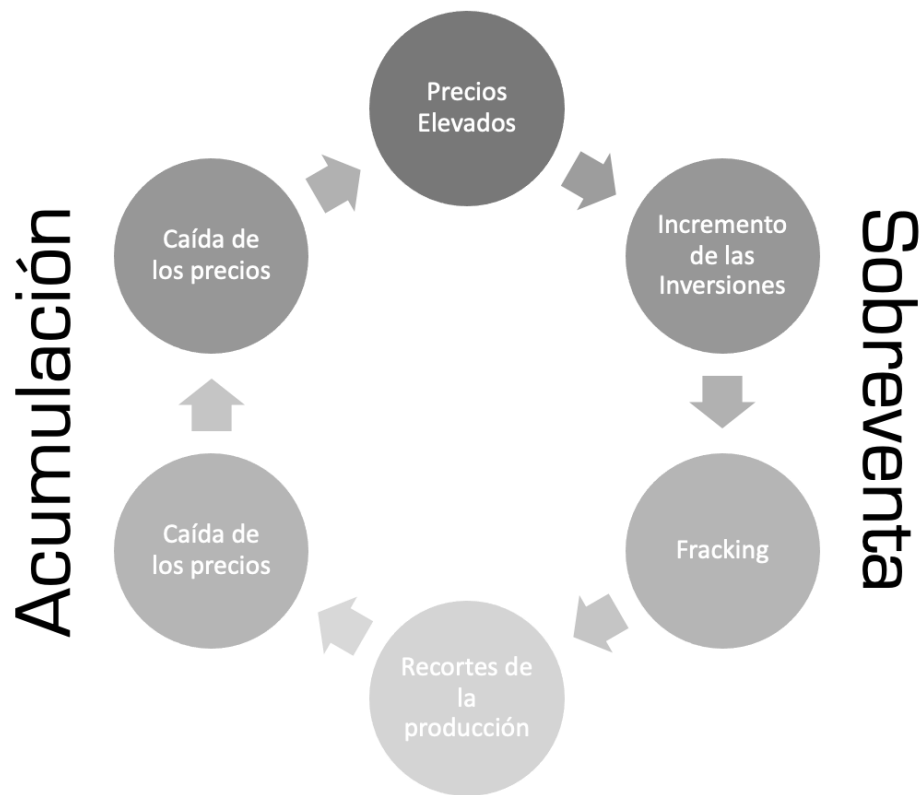 Precios
Elevados
Incremento
de las
Inversiones
Fracking
Recortes de
la
producción
Caída de
los precios
Caída de
los precios
Acumulación
Sobreventa